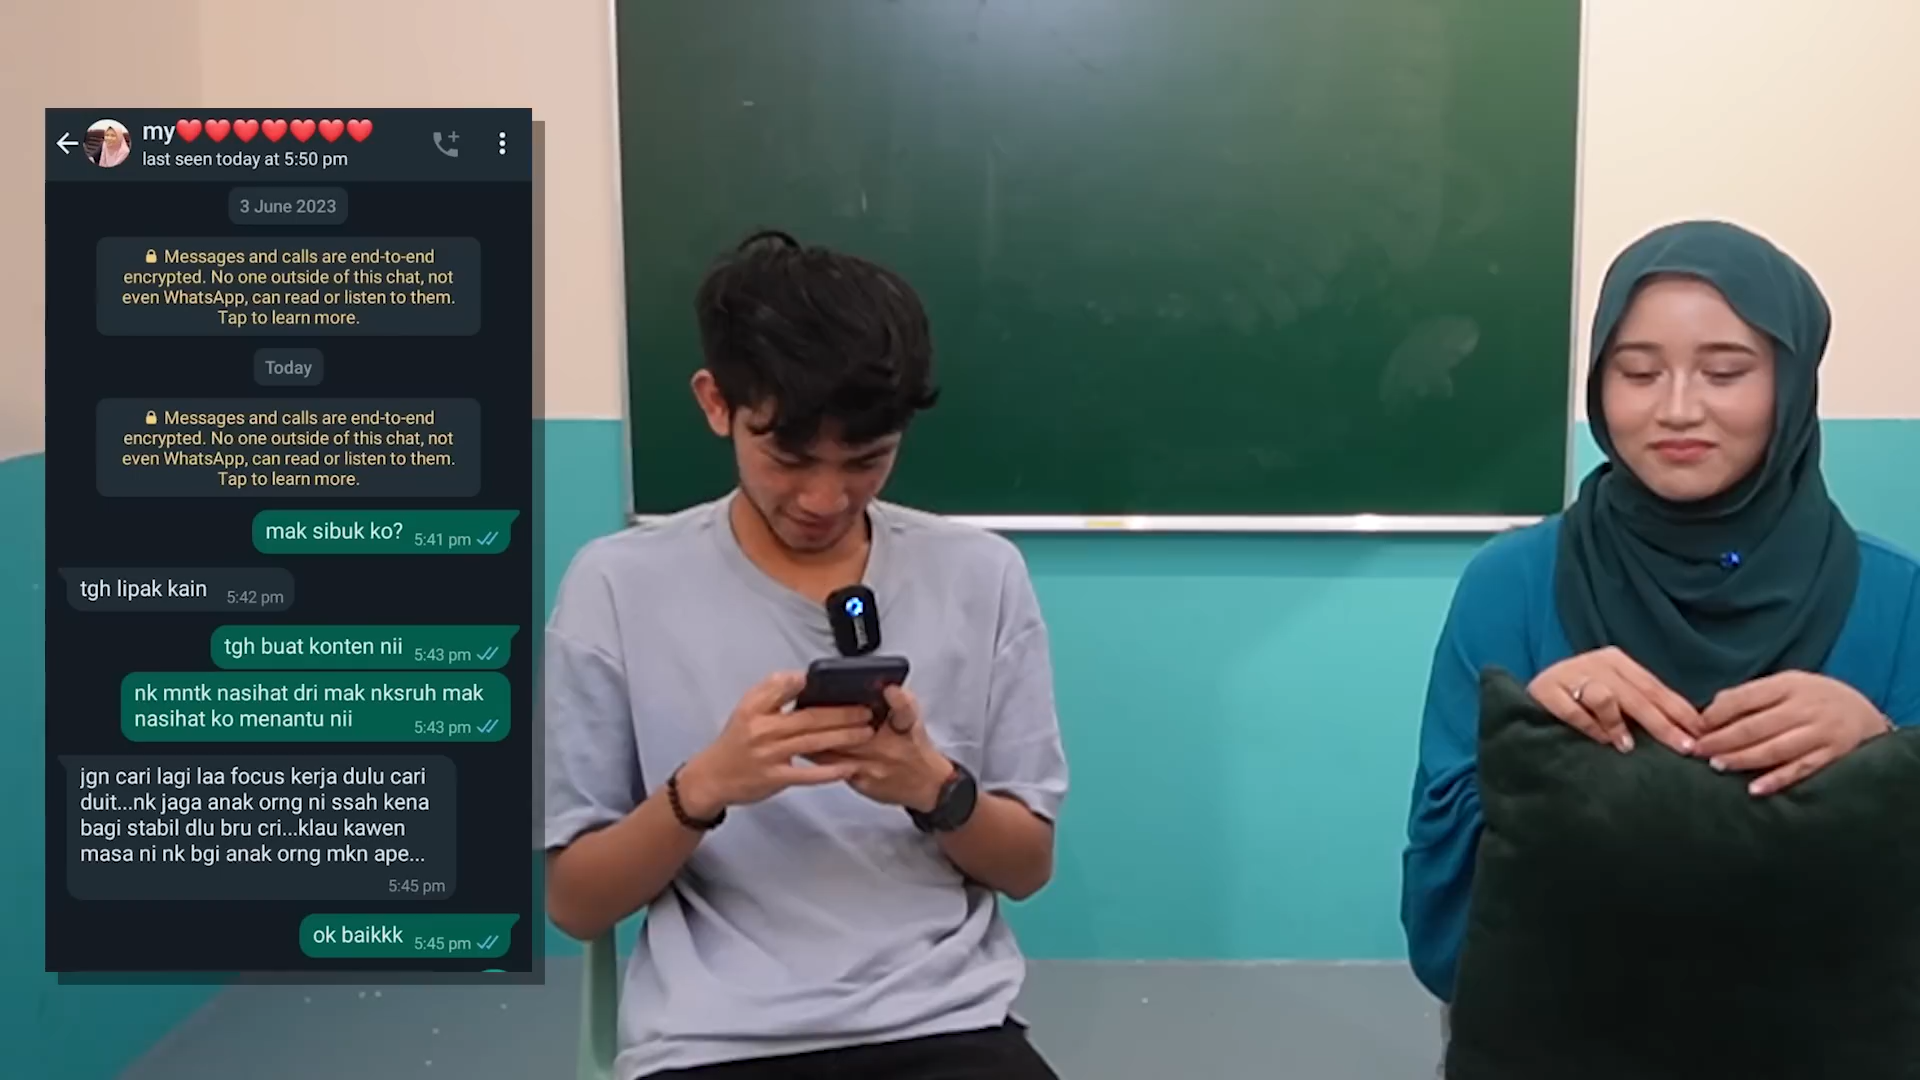 my❤️❤️❤️❤️❤️❤️❤️
last seen today at 5:50 pm
3 June 2023
🔒 Messages and calls are end-to-end
encrypted. No one outside of this chat, not
even WhatsApp, can read or listen to them.
Tap to learn more.
Today
🔒 Messages and calls are end-to-end
encrypted. No one outside of this chat, not
even WhatsApp, can read or listen to them.
Tap to learn more.
mak sibuk ko? 5:41 pm
tgh lipak kain 5:42 pm
tgh buat konten nii 5:43 pm
nk mntk nasihat dri mak nksruh mak
nasihat ko menantu nii 5:43 pm
jgn cari lagi laa focus kerja dulu cari
duit...nk jaga anak orng ni ssah kena
bagi stabil dlu bru cri...klau kawen
masa ni nk bgi anak orng mkn ape...
5:45 pm
ok baikkk 5:45 pm